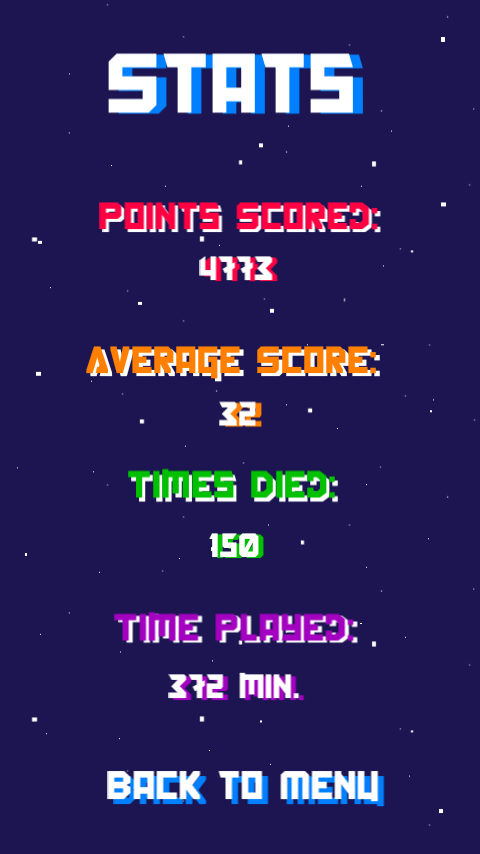 STATS
POINTS SCORED:
4773
AVERAGE SCORE:
32
TIMES DIED:
150
TIME PLAYED:
372 MIN.
BACK TO MENU